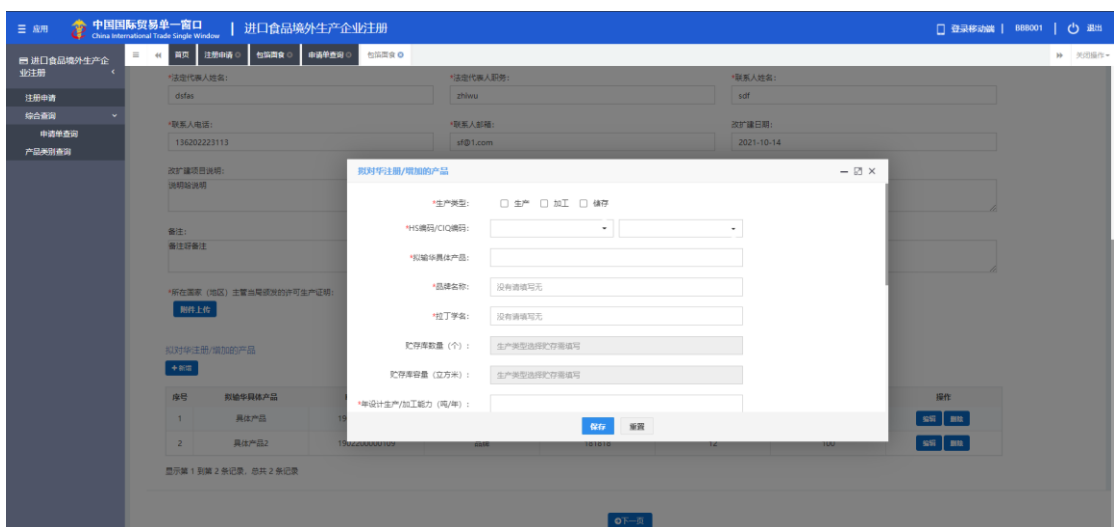 应用
中国国际贸易单一窗口
China International Trade Single Window
进口食品境外生产企业注册
登录移动端
BBB001
退出
进口食品境外生产企业注册
注册申请
综合查询
申请单查询
产品类别查询
首页
注册申请
包馅面食
申请单查询
包馅面食
关闭操作
*法定代表人姓名:
*法定代表人职务:
*联系人姓名:
dsfas
zhiwu
sdf
*联系人电话:
*联系人邮箱:
改扩建日期:
136202223113
sf@1.com
2021-10-14
改扩建项目说明:
说明呀说明
备注:
备注呀备注
*所在国家（地区）主管当局颁发的许可生产证明:
附件上传
拟对华注册/增加的产品
+新增
序号
拟输华具体产品
操作
1
具体产品
19
编辑
删除
2
具体产品2
1902200000109
品牌
181818
12
100
编辑
删除
显示第 1 到第 2 条记录，总共 2 条记录
下一页
拟对华注册/增加的产品
*生产类型:
生产
加工
储存
*HS编码/CIQ编码:
*拟输华具体产品:
*品牌名称:
没有请填写无
*拉丁学名:
没有请填写无
贮存库数量（个）:
生产类型选择贮存需填写
贮存库容量（立方米）:
生产类型选择贮存需填写
*年设计生产/加工能力（吨/年）:
保存
重置